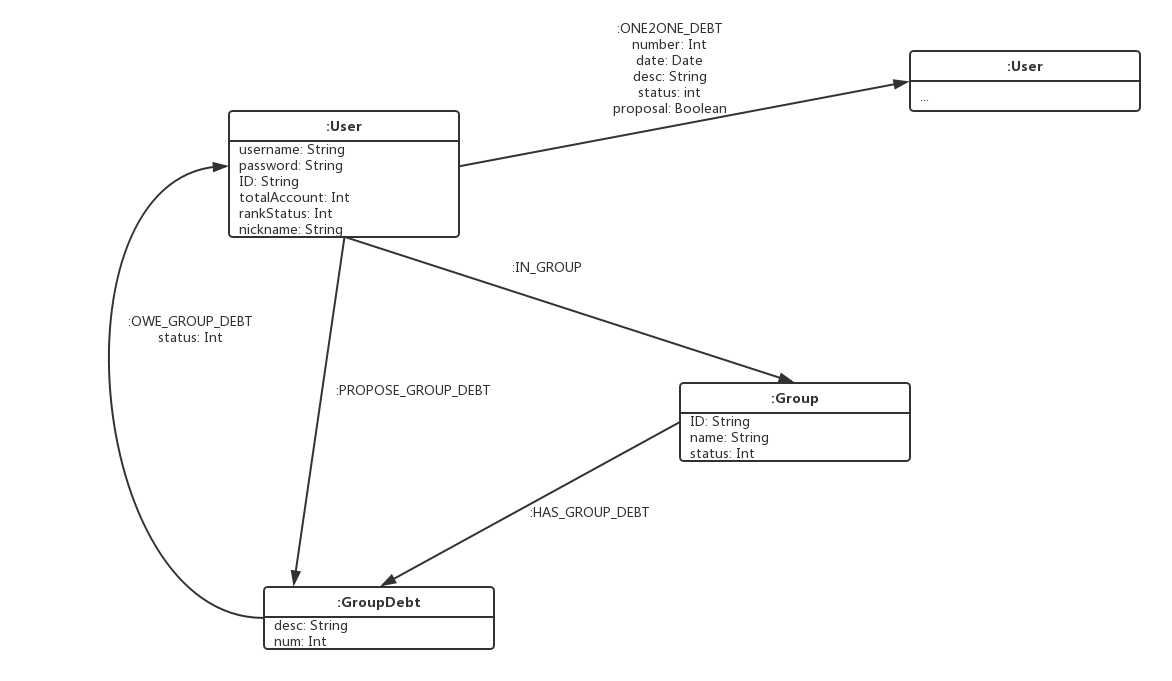 :ONE2ONE_DEBT
number: Int
date: Date
desc: String
status: int
proposal: Boolean
:User
...
:User
username: String
password: String
ID: String
totalAccount: Int
rankStatus: Int
nickname: String
:IN_GROUP
:OWE_GROUP_DEBT
status: Int
:PROPOSE_GROUP_DEBT
:Group
ID: String
name: String
status: Int
:HAS_GROUP_DEBT
:GroupDebt
desc: String
num: Int